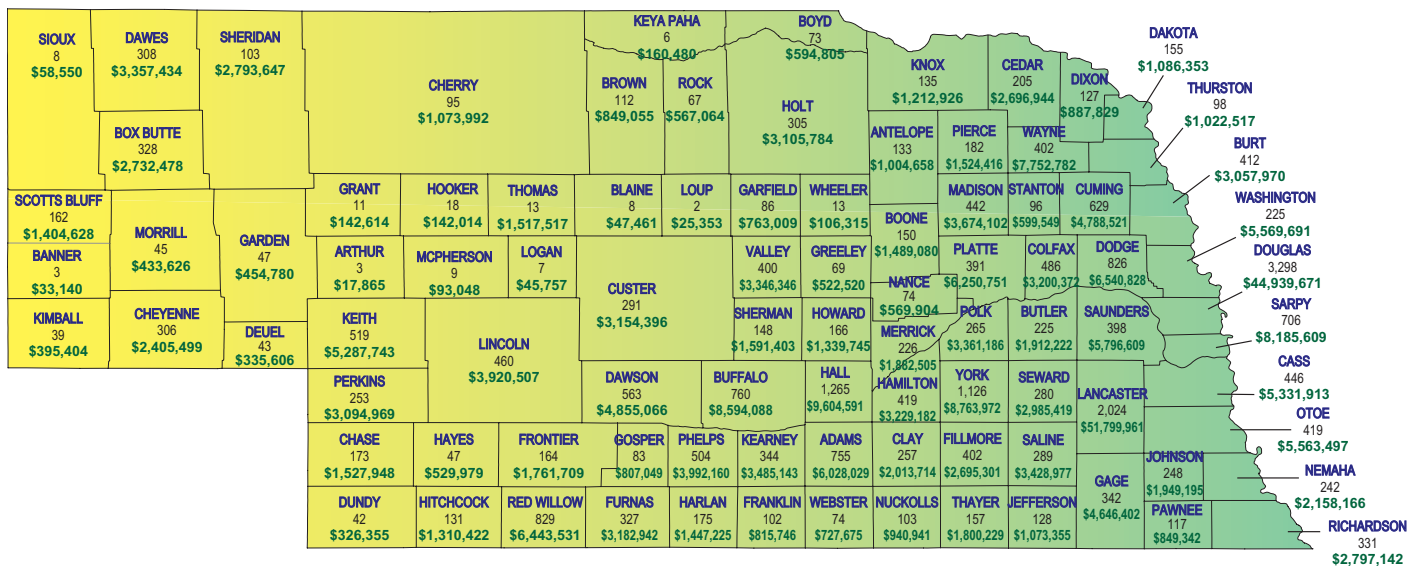 SIOUX
8
$58,550
DAWES
308
$3,357,434
SHERIDAN
103
$2,793,647
CHERRY
95
$1,073,992
KEYA PAHA
6
$160,480
BOYD
73
$594,805
BROWN
112
$849,055
ROCK
67
$567,064
HOLT
305
$3,105,784
KNOX
135
$1,212,926
CEDAR
205
$2,696,944
DIXON
127
$887,829
DAKOTA
155
$1,086,353
THURSTON
98
$1,022,517
BOX BUTTE
328
$2,732,478
ANTELOPE
133
$1,004,658
PIERCE
182
$1,524,416
WAYNE
402
$7,752,782
BURT
412
$3,057,970
SCOTTS BLUFF
162
$1,404,628
MORRILL
45
$433,626
GARDEN
47
$454,780
GRANT
11
$142,614
HOOKER
18
$142,014
THOMAS
13
$1,517,517
BLAINE
8
$47,461
LOUP
2
$25,353
GARFIELD
86
$763,009
WHEELER
13
$106,315
BOONE
150
$1,489,080
MADISON
442
$3,674,102
STANTON
96
$599,549
CUMING
629
$4,788,521
WASHINGTON
225
$5,569,691
BANNER
3
$33,140
ARTHUR
3
$17,865
MCPHERSON
9
$93,048
LOGAN
7
$45,757
CUSTER
291
$3,154,396
VALLEY
400
$3,346,346
GREELEY
69
$522,520
NANCE
74
$569,904
PLATTE
391
$6,250,751
COLFAX
486
$3,200,372
DODGE
826
$6,540,828
DOUGLAS
3,298
$44,939,671
KIMBALL
39
$395,404
CHEYENNE
306
$2,405,499
DEUEL
43
$335,606
KEITH
519
$5,287,743
LINCOLN
460
$3,920,507
SHERMAN
148
$1,591,403
HOWARD
166
$1,339,745
MERRICK
226
$1,862,505
POLK
265
$3,361,186
BUTLER
225
$1,912,222
SAUNDERS
398
$5,796,609
SARPY
706
$8,185,609
PERKINS
253
$3,094,969
DAWSON
563
$4,855,066
BUFFALO
760
$8,594,088
HALL
1,265
$9,604,591
HAMILTON
419
$3,229,182
YORK
1,126
$8,763,972
SEWARD
280
$2,985,419
LANCASTER
2,024
$51,799,961
CASS
446
$5,331,913
OTOE
419
$5,563,497
CHASE
173
$1,527,948
HAYES
47
$529,979
FRONTIER
164
$1,761,709
GOSPER
83
$807,049
PHELPS
504
$3,992,160
KEARNEY
344
$3,485,143
ADAMS
755
$6,028,029
CLAY
257
$2,013,714
FILLMORE
402
$2,695,301
SALINE
289
$3,428,977
GAGE
342
$4,646,402
JOHNSON
248
$1,949,195
NEMAHA
242
$2,158,166
DUNDY
42
$326,355
HITCHCOCK
131
$1,310,422
RED WILLOW
829
$6,443,531
FURNAS
327
$3,182,942
HARLAN
175
$1,447,225
FRANKLIN
102
$815,746
WEBSTER
74
$727,675
NUCKOLLS
103
$940,941
THAYER
157
$1,800,229
JEFFERSON
128
$1,073,355
PAWNEE
117
$849,342
RICHARDSON
331
$2,797,142